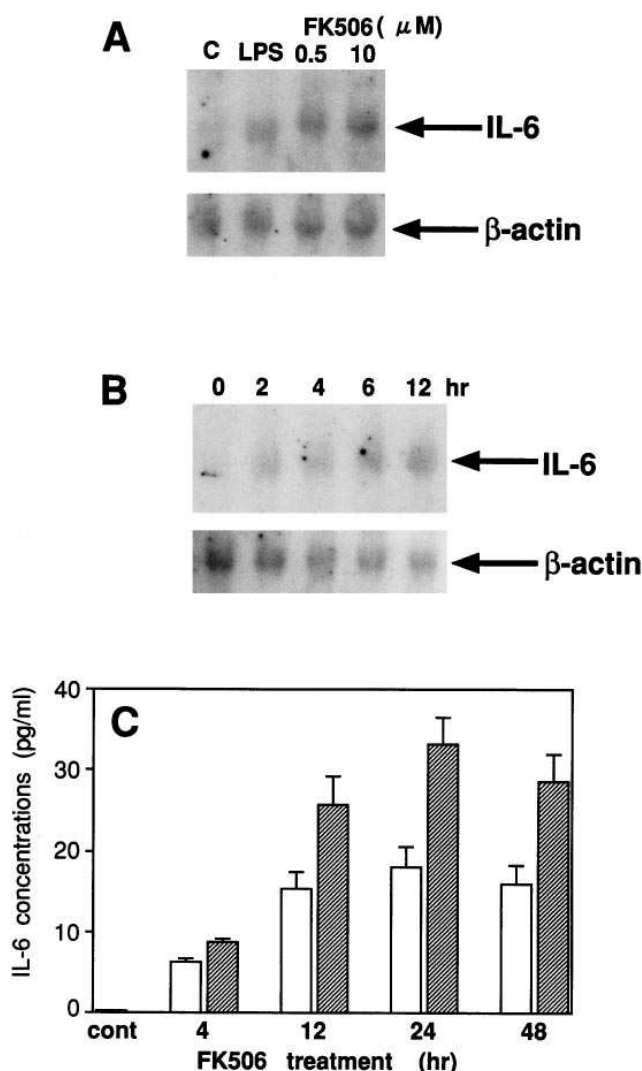 A
FK506 ( μM)
C LPS 0.5 10
IL-6
β-actin
B
0 2 4 6 12 hr
IL-6
β-actin
C
IL-6 concentrations (pg/ml)
40
30
20
10
0
cont 4 12 24 48
FK506 treatment (hr)